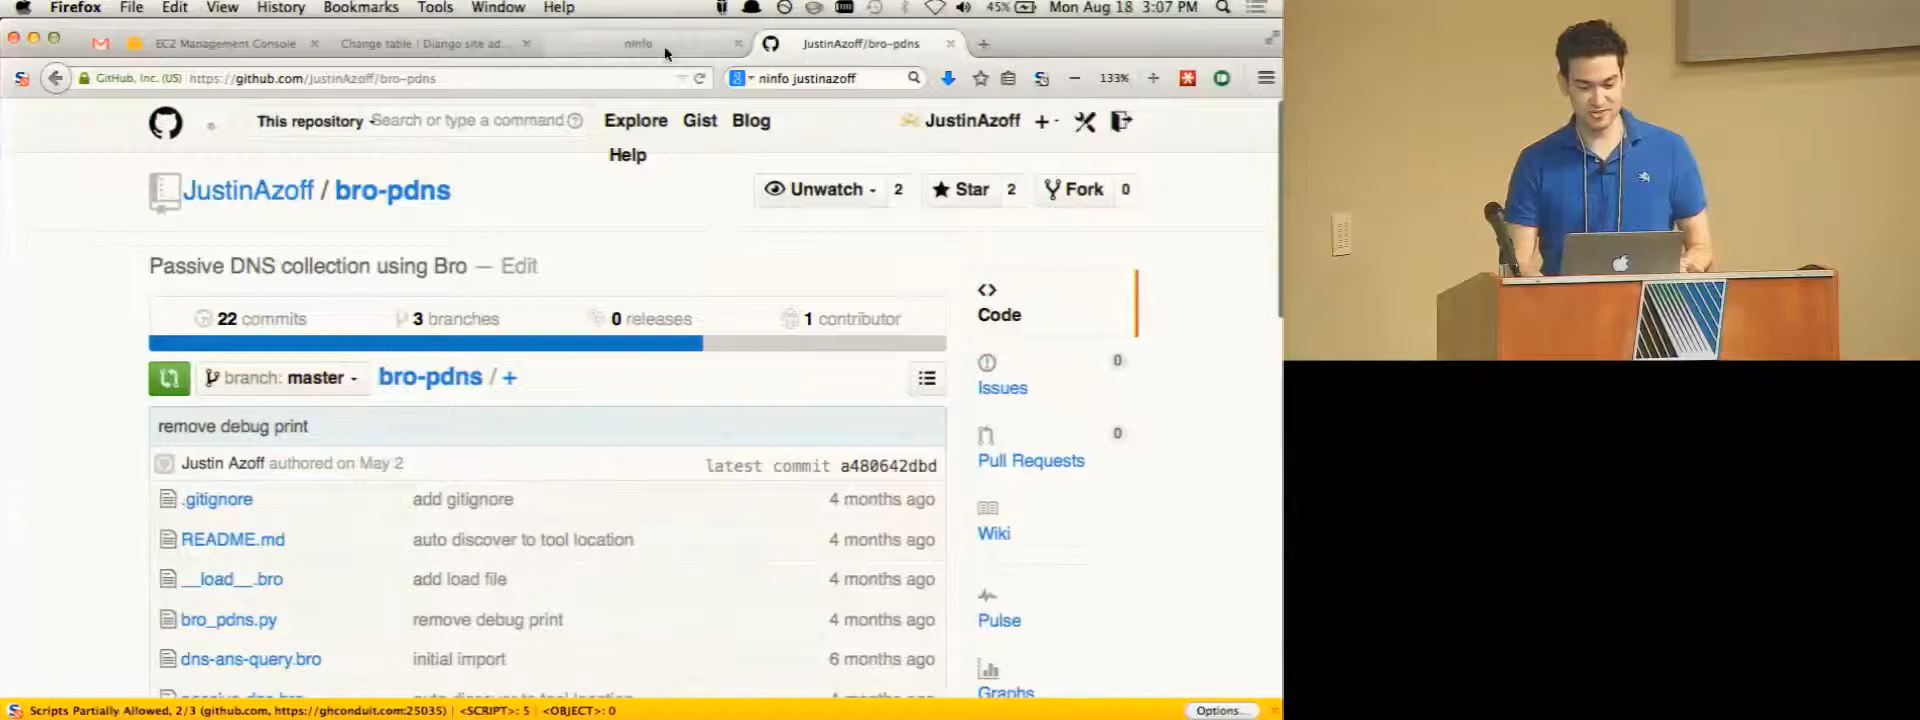 Firefox File Edit View History Bookmarks Tools Window Help 45% Mon Aug 18 3:07 PM
EC2 Management Console Change table | Django site ad... ninfo JustinAzoff/bro-pdns
GitHub, Inc. (US) https://github.com/JustinAzoff/bro-pdns ninfo justinazoff 133%
This repository Search or type a command Explore Gist Blog JustinAzoff
Help
JustinAzoff / bro-pdns Unwatch 2 Star 2 Fork 0
Passive DNS collection using Bro — Edit
22 commits 3 branches 0 releases 1 contributor
Code
branch: master bro-pdns / +
remove debug print
Justin Azoff authored on May 2 latest commit a480642dbd
.gitignore add gitignore 4 months ago
README.md auto discover to tool location 4 months ago
__load__.bro add load file 4 months ago
bro_pdns.py remove debug print 4 months ago
dns-ans-query.bro initial import 6 months ago
Issues 0
Pull Requests 0
Wiki
Pulse
Graphs
Scripts Partially Allowed, 2/3 (github.com, https://ghconduit.com:25035) | <SCRIPT>: 5 | <OBJECT>: 0 Options...